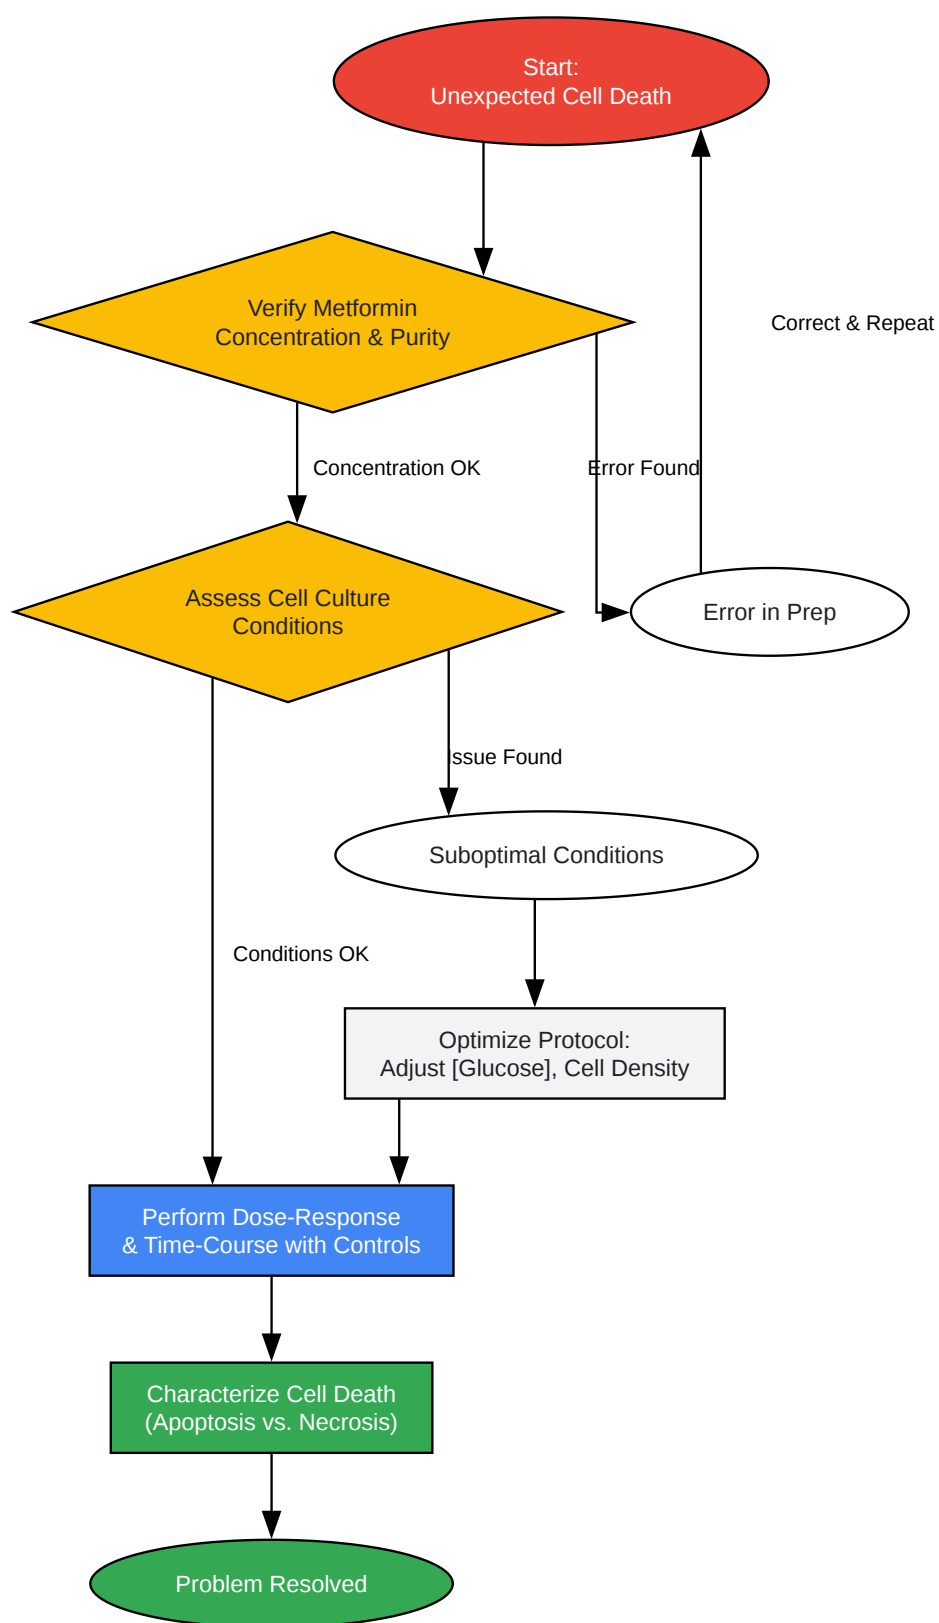 Start:
Unexpected Cell Death
Verify Metformin
Concentration & Purity
Correct & Repeat
Concentration OK
Error Found
Assess Cell Culture
Conditions
Error in Prep
Issue Found
Suboptimal Conditions
Conditions OK
Optimize Protocol:
Adjust [Glucose], Cell Density
Perform Dose-Response
& Time-Course with Controls
Characterize Cell Death
(Apoptosis vs. Necrosis)
Problem Resolved